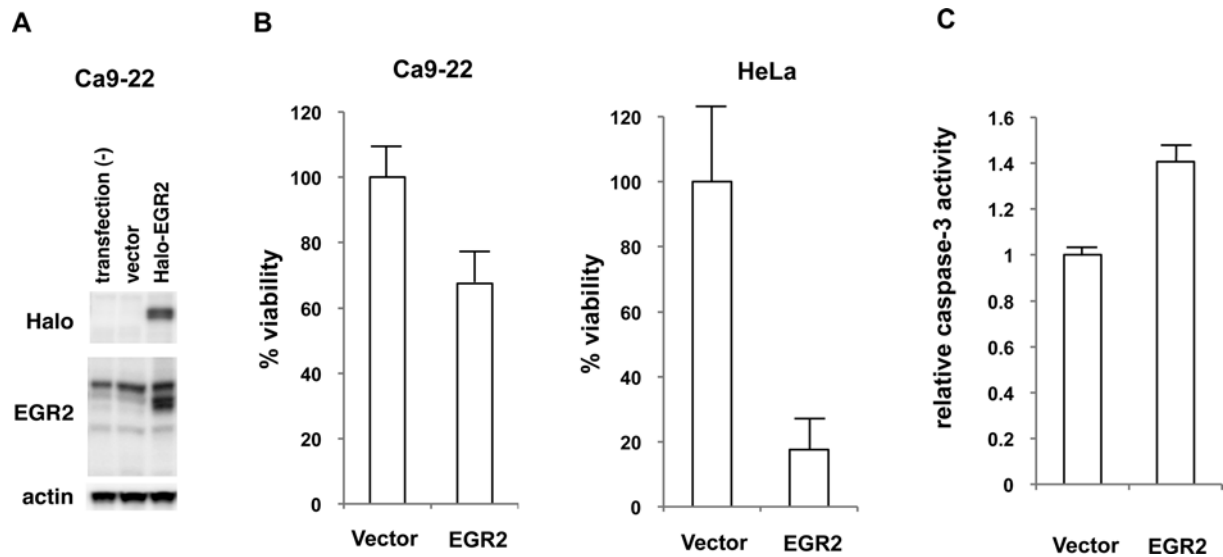 A
Ca9-22
transfection (-)
vector
Halo-EGR2
Halo
EGR2
actin
B
Ca9-22
% viability
120
100
80
60
40
20
0
Vector
EGR2
HeLa
% viability
120
100
80
60
40
20
0
Vector
EGR2
C
relative caspase-3 activity
1.6
1.4
1.2
1
0.8
0.6
0.4
0.2
0
Vector
EGR2